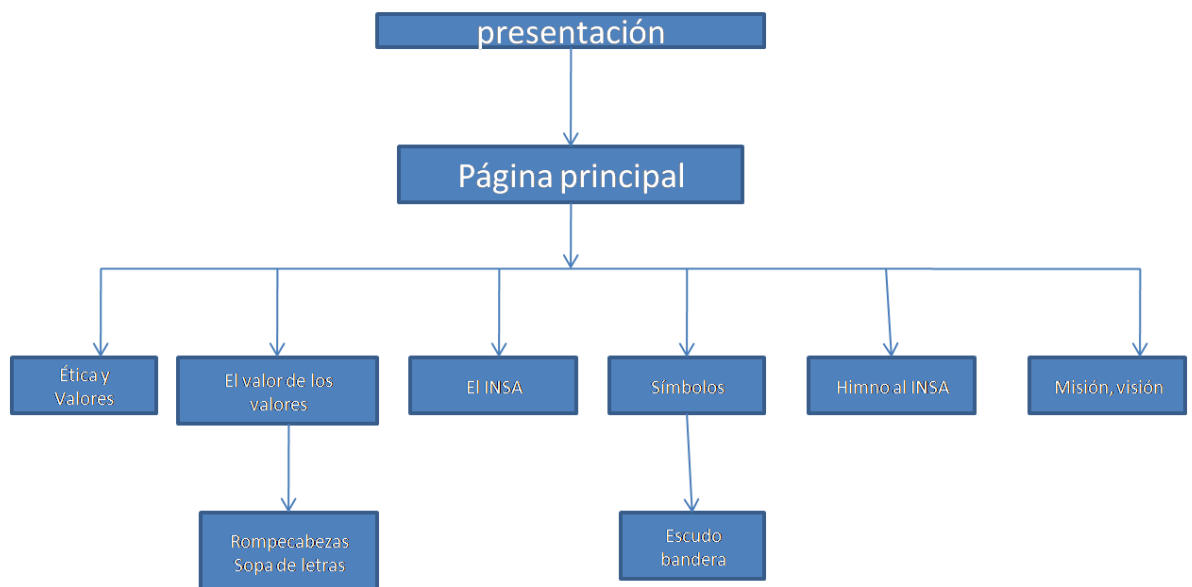 presentación
Página principal
Ética y
Valores
El valor de los
valores
El INSA
Símbolos
Himno al INSA
Misión, visión
Rompecabezas
Sopa de letras
Escudo
bandera